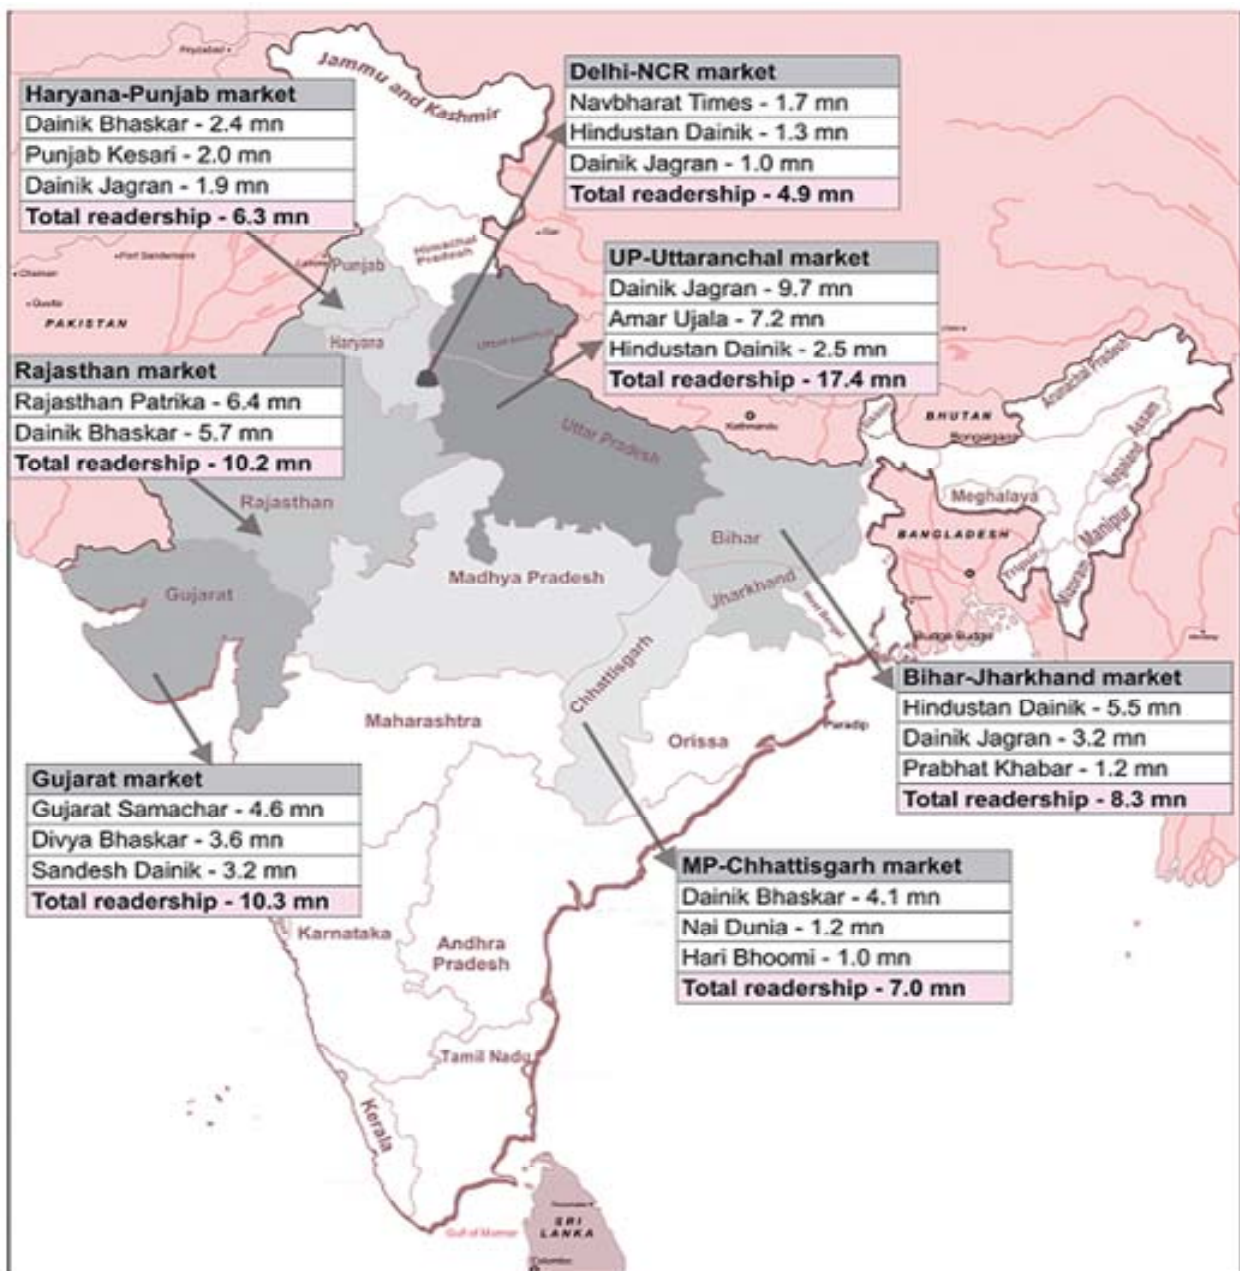 Haryana-Punjab market
Dainik Bhaskar - 2.4 mn
Punjab Kesari - 2.0 mn
Dainik Jagran - 1.9 mn
Total readership - 6.3 mn
Delhi-NCR market
Navbharat Times - 1.7 mn
Hindustan Dainik - 1.3 mn
Dainik Jagran - 1.0 mn
Total readership - 4.9 mn
Jammu and Kashmir
Himachal
Pradesh
Punjab
Haryana
PAKISTAN
UP-Uttaranchal market
Dainik Jagran - 9.7 mn
Amar Ujala - 7.2 mn
Hindustan Dainik - 2.5 mn
Total readership - 17.4 mn
Rajasthan market
Rajasthan Patrika - 6.4 mn
Dainik Bhaskar - 5.7 mn
Total readership - 10.2 mn
Kathmandu
BHUTAN
Arunachal Pradesh
Assam
Nagaland
Meghalaya
Manipur
BANGLADESH
Tripura
Mizoram
Uttar Pradesh
Rajasthan
Bihar
Jharkhand
West Bengal
Madhya Pradesh
Gujarat
Chhattisgarh
Budge Budge
Maharashtra
Orissa
Paradip
Bihar-Jharkhand market
Hindustan Dainik - 5.5 mn
Dainik Jagran - 3.2 mn
Prabhat Khabar - 1.2 mn
Total readership - 8.3 mn
Gujarat market
Gujarat Samachar - 4.6 mn
Divya Bhaskar - 3.6 mn
Sandesh Dainik - 3.2 mn
Total readership - 10.3 mn
MP-Chhattisgarh market
Dainik Bhaskar - 4.1 mn
Nai Dunia - 1.2 mn
Hari Bhoomi - 1.0 mn
Total readership - 7.0 mn
Karnataka
Andhra
Pradesh
Tamil Nadu
Kerala
SRI
LANKA